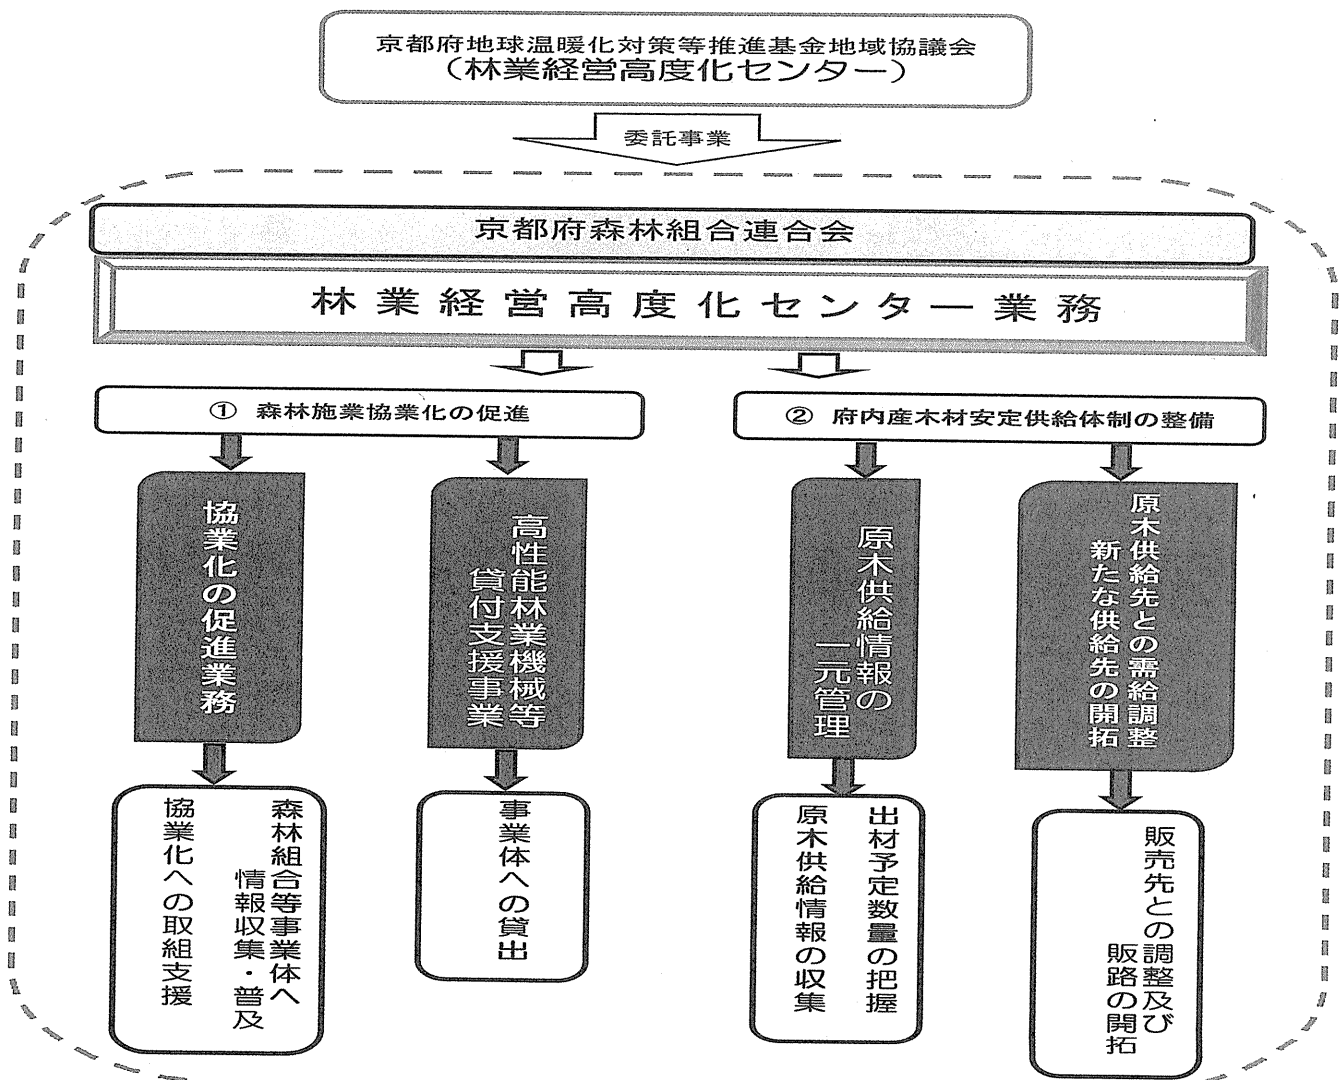 京都府地球温暖化対策等推進基金地域協議会
(林業経営高度化センター)
委託事業
京都府森林組合連合会
林業経営高度化センター業務
① 森林施業協業化の促進
② 府内産木材安定供給体制の整備
協業化の促進業務
高性能林業機械等
貸付支援事業
原木供給情報の
一元管理
原木供給先との需給調整
新たな供給先の開拓
森林組合等事業体へ
情報収集・普及
協業化への取組支援
事業体への貸出
出材予定数量の把握
原木供給情報の収集
販売先との調整及び
販路の開拓